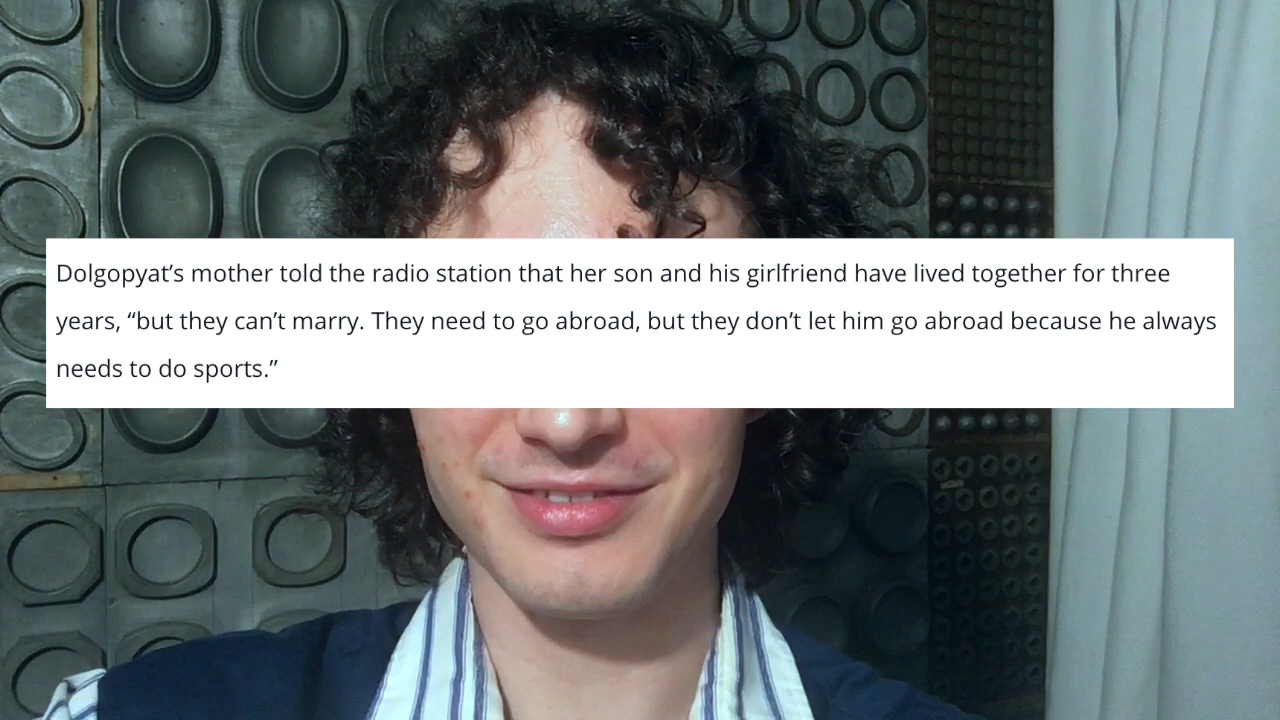 Dolgopyat’s mother told the radio station that her son and his girlfriend have lived together for three
years, “but they can’t marry. They need to go abroad, but they don’t let him go abroad because he always
needs to do sports.”